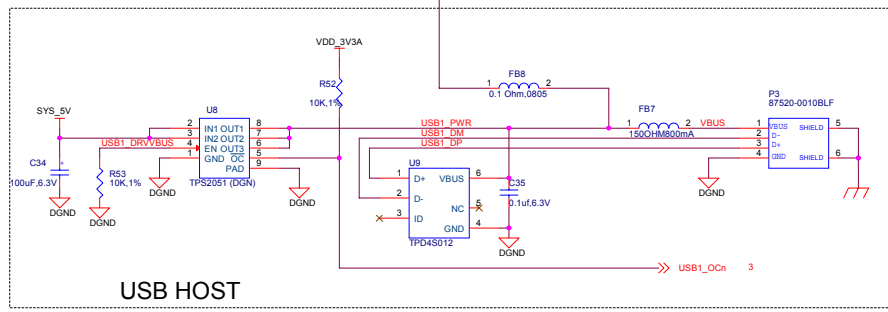 VDD_3V3A
R52
10K,1%
1 FB8 2
0.1 Ohm,0805
P3
87520-0010BLF
SYS_5V
U8
2 IN1 OUT1 8
3 IN2 OUT2 7
4 EN OUT3 6
1 GND OC 5
PAD 9
TPS2051 (DGN)
USB1_DRVVBUS
C34
+
100uF,6.3V
DGND
R53
10K,1%
DGND
DGND
USB1_PWR
USB1_DM
USB1_DP
FB7
1 2
150OHM800mA
VBUS
1 VBUS SHIELD 5
2 D-
3 D+
4 GND SHIELD 6
DGND
U9
1 D+ VBUS 6
2 D-
NC 5
3 ID
GND 4
TPD4S012
C35
0.1uf,6.3V
DGND
USB1_OCn 3
USB HOST